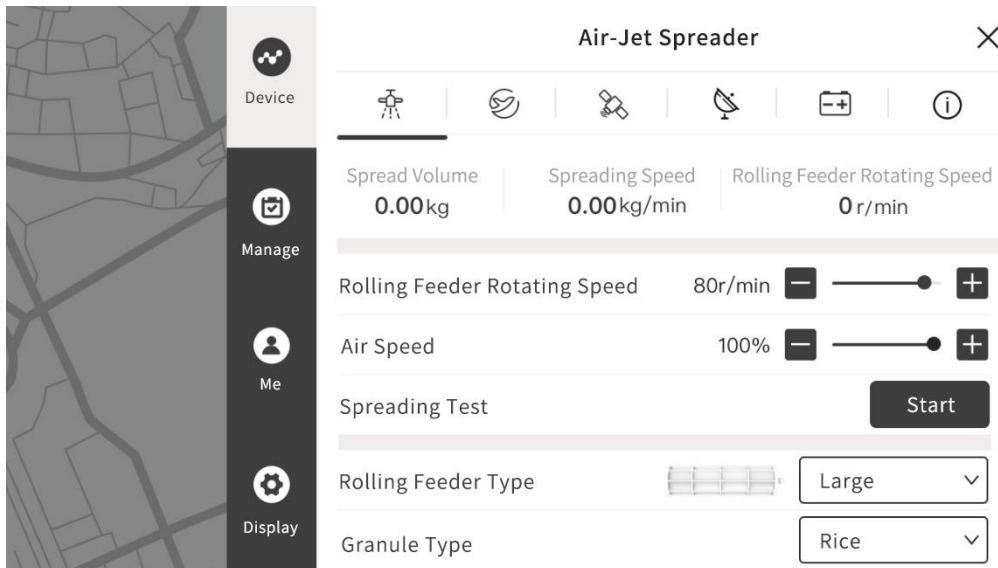 Air-Jet Spreader
Device
Manage
Me
Display
Spread Volume
0.00kg
Spreading Speed
0.00kg/min
Rolling Feeder Rotating Speed
0 r/min
Rolling Feeder Rotating Speed 80r/min
Air Speed 100%
Spreading Test Start
Rolling Feeder Type Large
Granule Type Rice